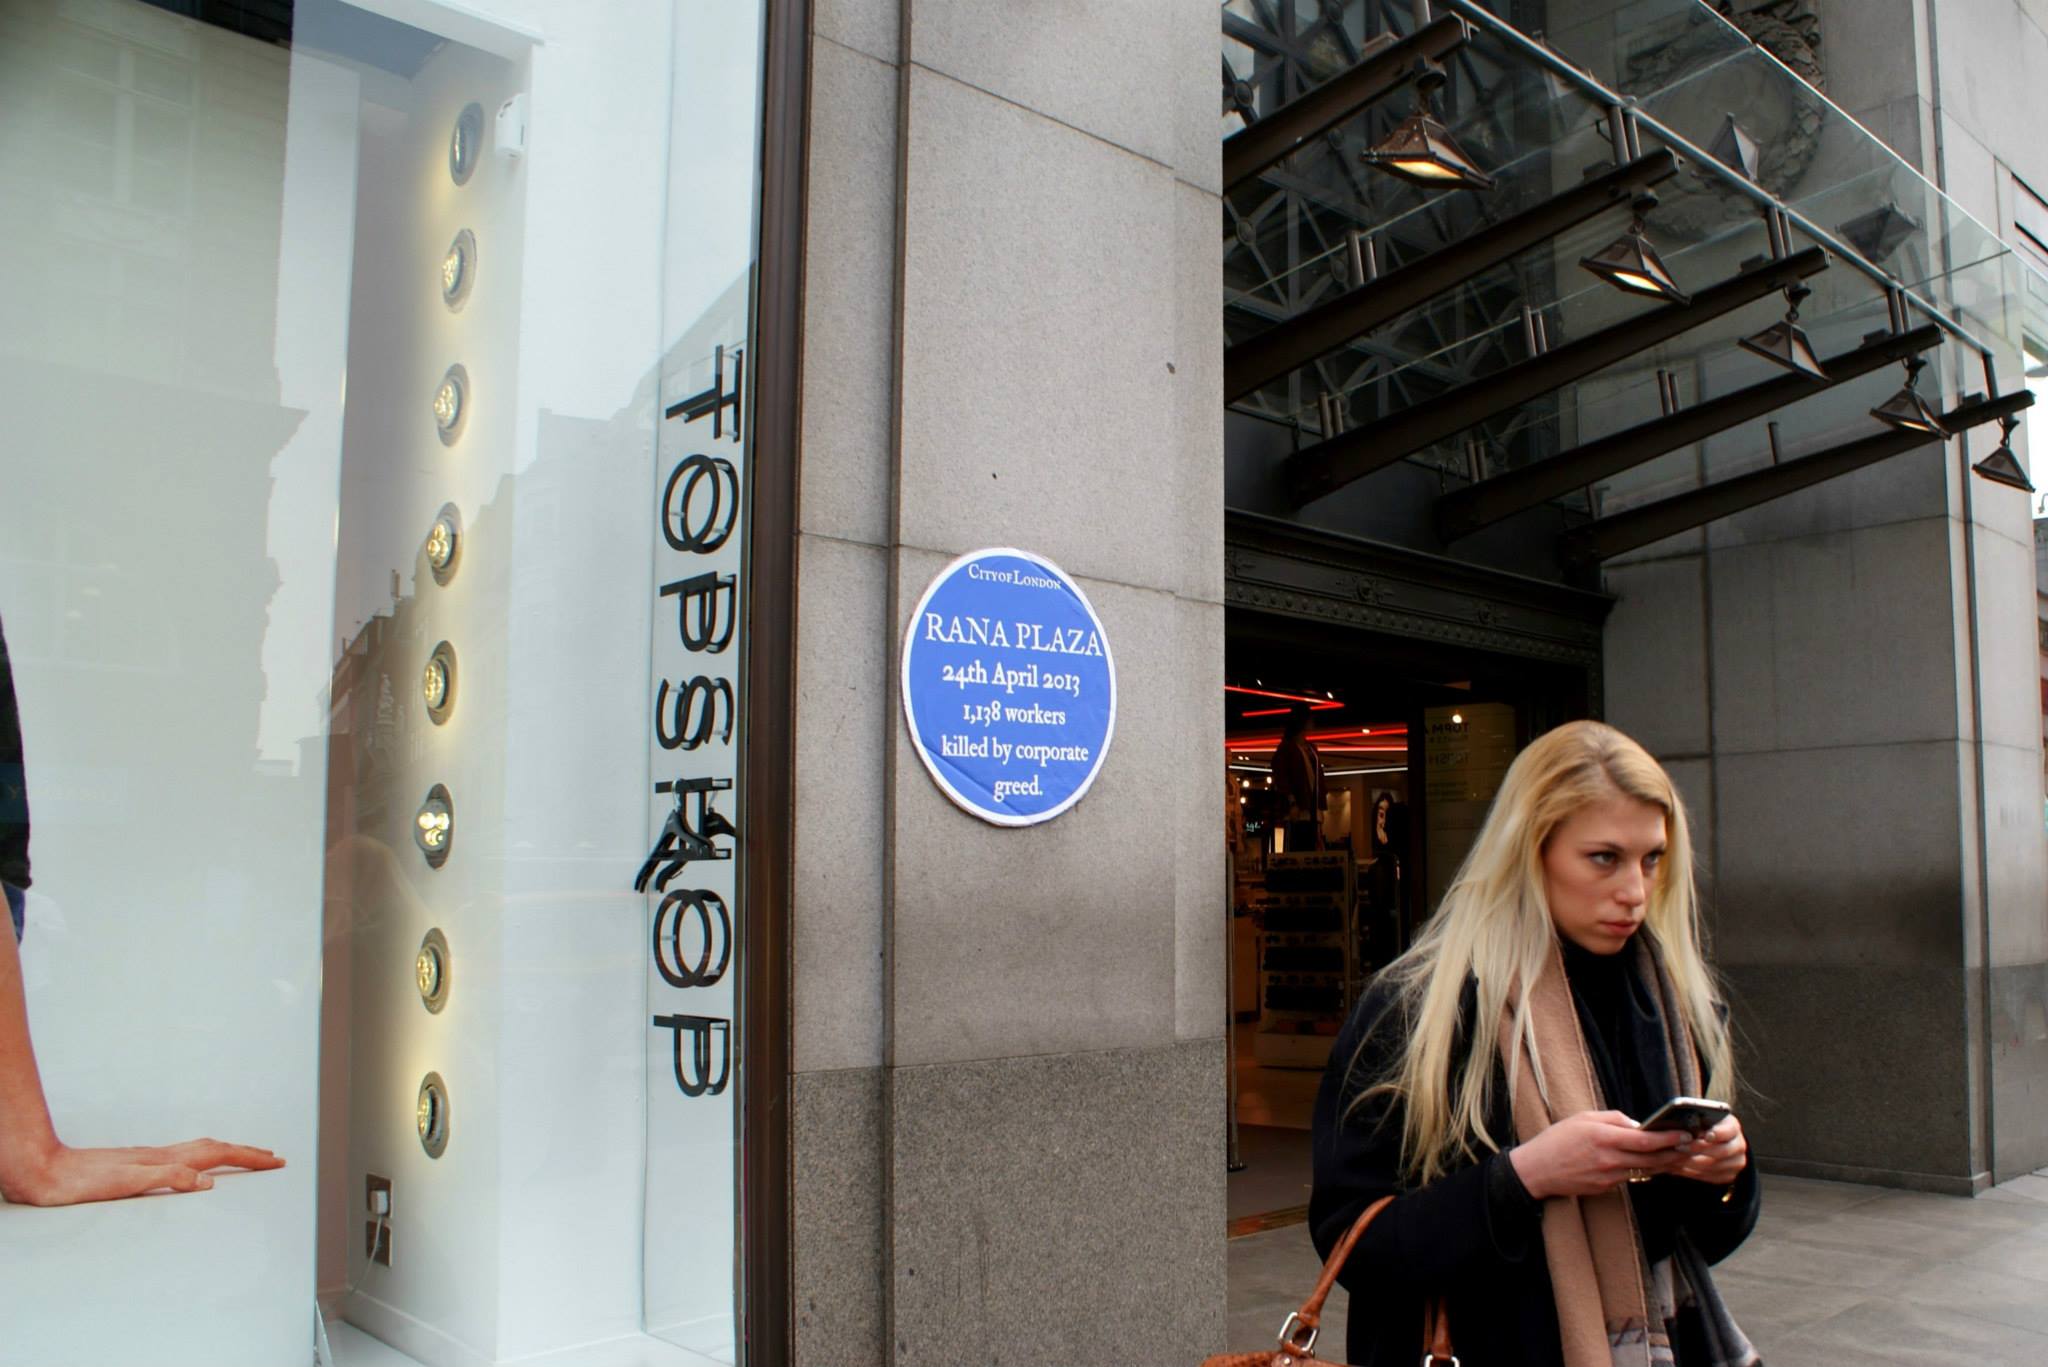 TOPSHOP
CITY OF LONDON
RANA PLAZA
24th April 2013
1,138 workers
killed by corporate
greed.